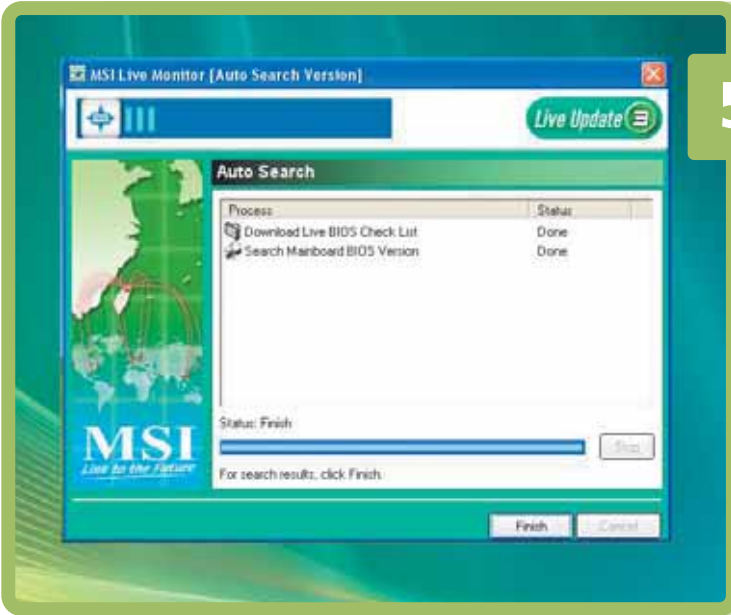 MSI Live Monitor [Auto Search Version]
Live Update 3
Auto Search
Process Status
Download Live BIOS Check List Done
Search Mainboard BIOS Version Done
Status: Finish
Stop
MSI
Live to the Future
For search results, click Finish.
Finish Cancel